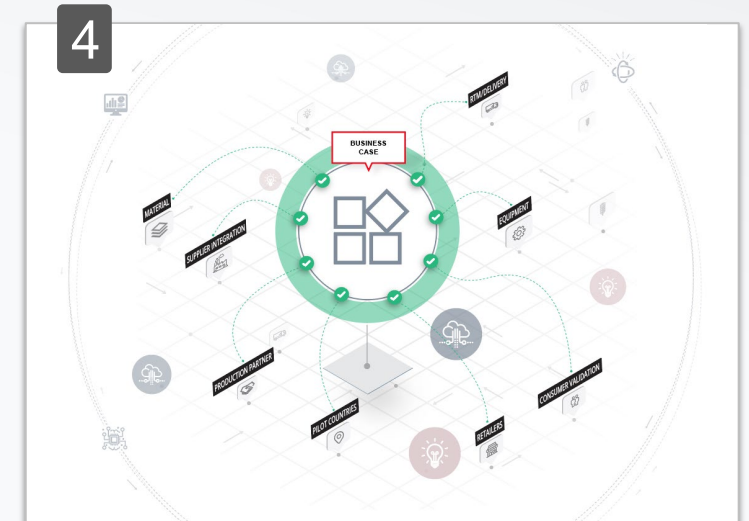 4
BUSINESS
CASE
RTM/DELIVERY
MATERIAL
SUPPLIER INTEGRATION
EQUIPMENT
PRODUCTION PARTNER
CONSUMER VALIDATION
PILOT COUNTRIES
RETAILERS